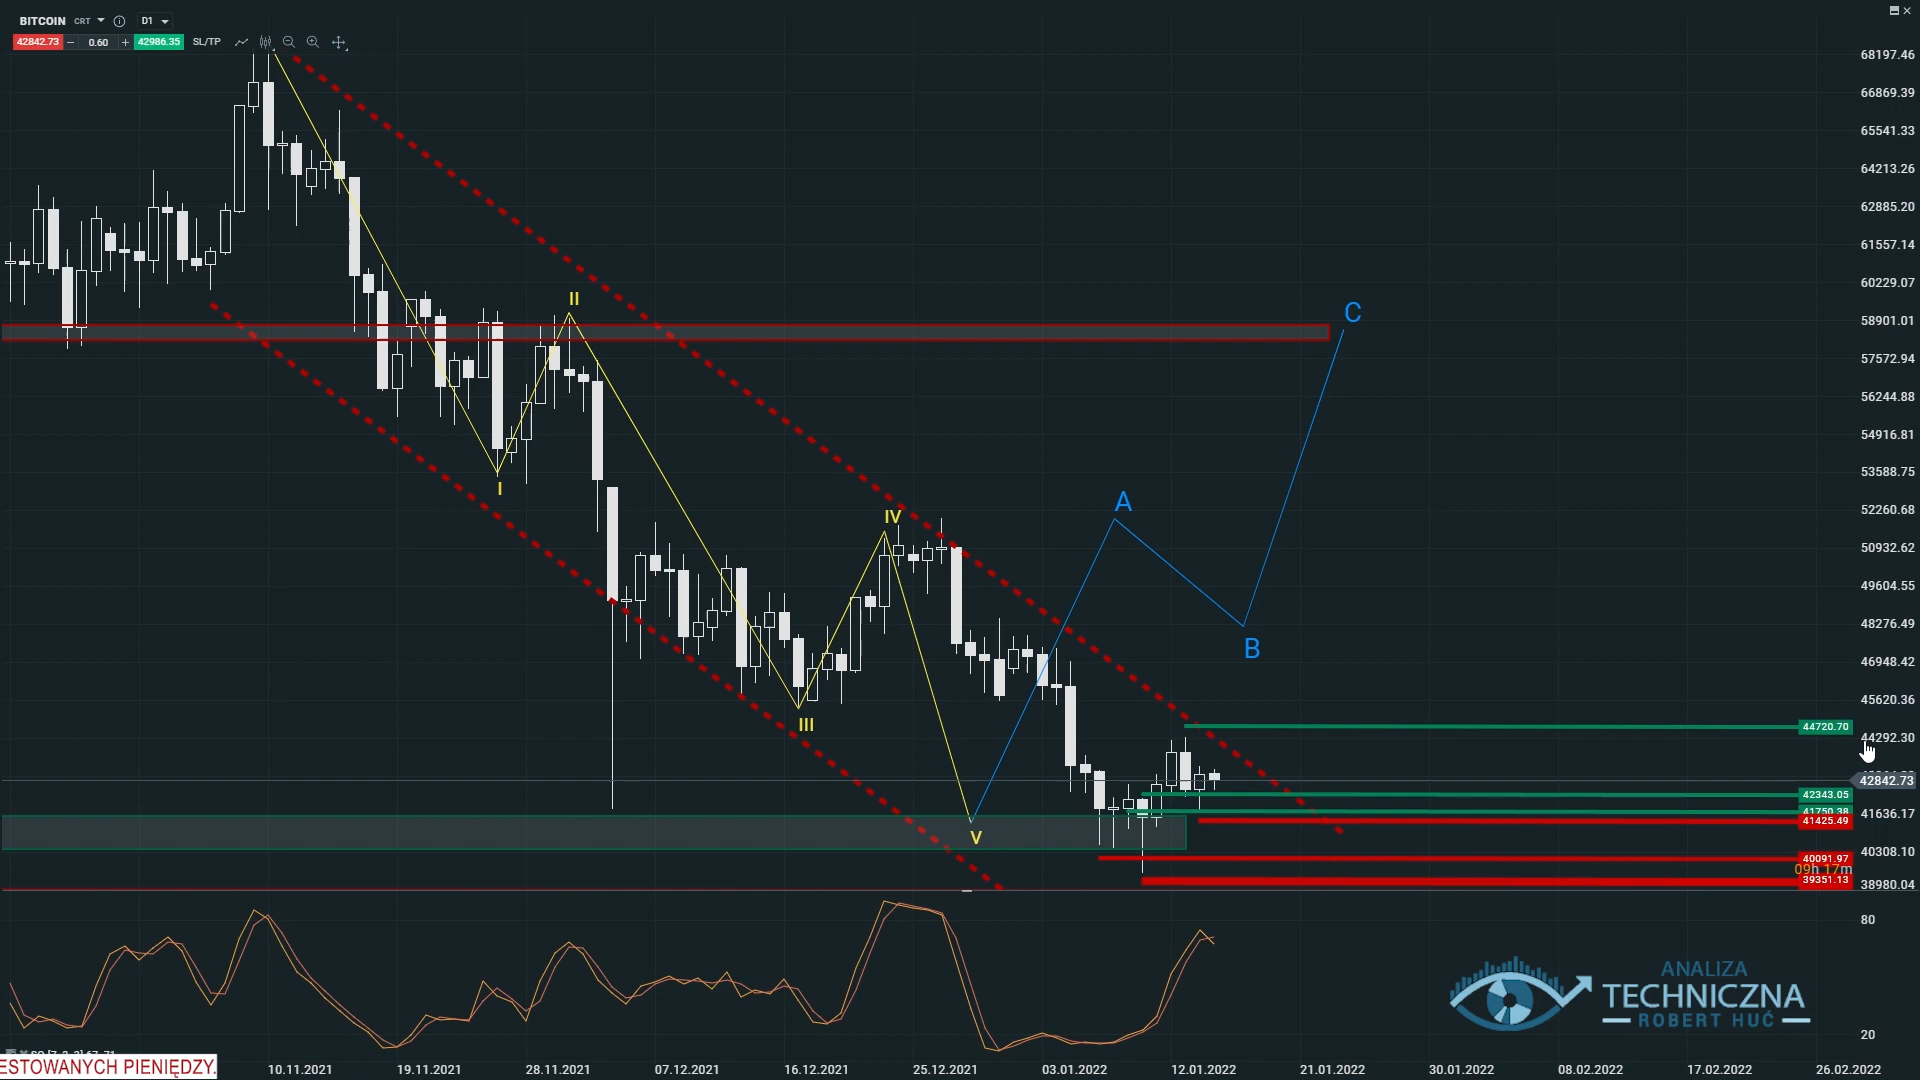 BITCOIN CRT D1
42842.73 − 0.60 + 42986.35 SL/TP
68197.46
66869.39
65541.33
64213.26
62885.20
61557.14
60229.07
58901.01
57572.94
56244.88
54916.81
53588.75
52260.68
50932.62
49604.55
48276.49
46948.42
45620.36
44292.30
42842.73
41636.17
40308.10
38980.04
II
C
I
A
IV
B
III
V
44720.70
42343.05
41750.38
41425.49
40091.97
09h 17m
39351.13
80
20
ANALIZA
TECHNICZNA
ROBERT HUĆ
ESTOWANYCH PIENIĘDZY.
10.11.2021 19.11.2021 28.11.2021 07.12.2021 16.12.2021 25.12.2021 03.01.2022 12.01.2022 21.01.2022 30.01.2022 08.02.2022 17.02.2022 26.02.2022